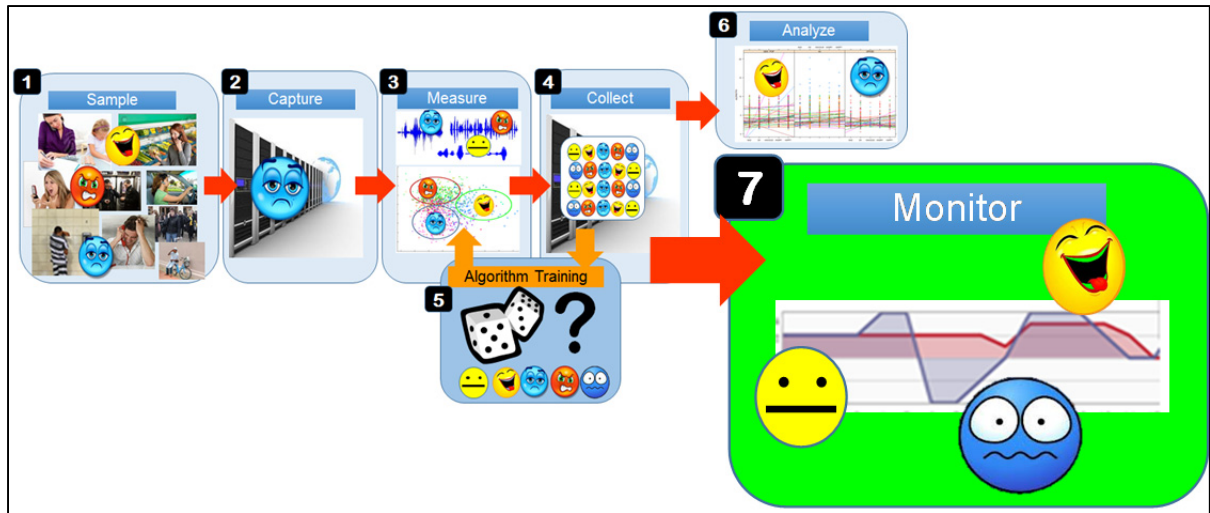 1
Sample
2
Capture
3
Measure
4
Collect
5
Algorithm Training
?
6
Analyze
7
Monitor